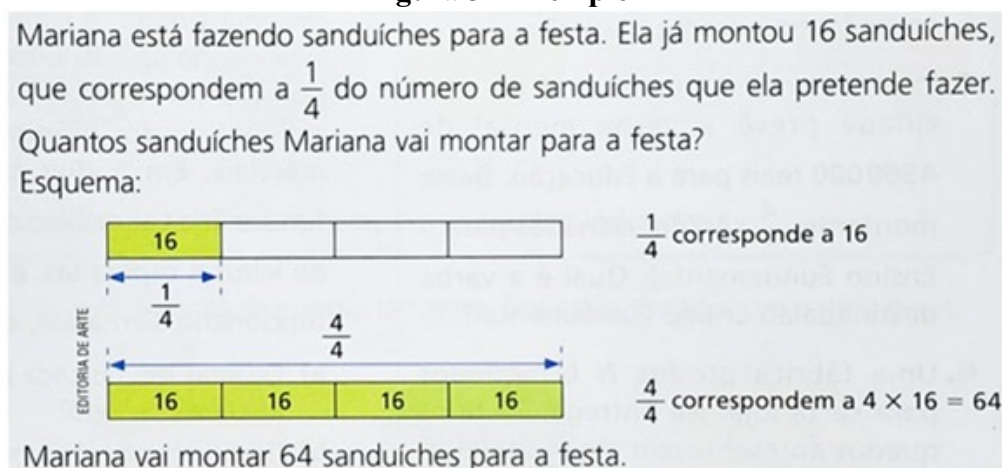 Mariana está fazendo sanduíches para a festa. Ela já montou 16 sanduíches,
que correspondem a 1/4 do número de sanduíches que ela pretende fazer.
Quantos sanduíches Mariana vai montar para a festa?
Esquema:
16
1/4 corresponde a 16
1/4
4/4
EDITORIA DE ARTE
16 16 16 16
4/4 correspondem a 4 × 16 = 64
Mariana vai montar 64 sanduíches para a festa.